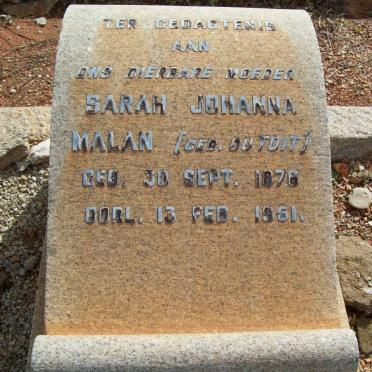 TER GEDAGTENIS
AAN
ONS DIERBARE MOEDER
SARAH JOHANNA
MALAN [GEB. DU TOIT]
GEB. 30 SEPT. 1876
OORL. 13 FEB. 1961.